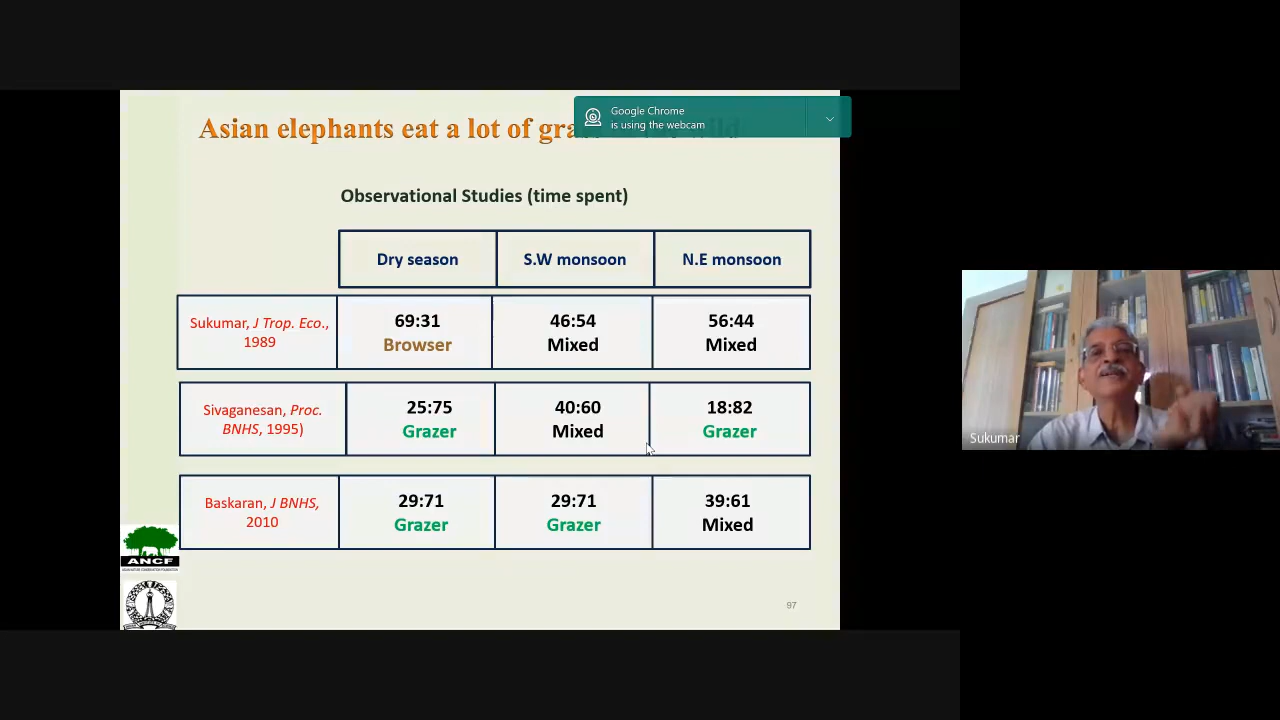 Asian elephants eat a lot of gra
Google Chrome
is using the webcam
Observational Studies (time spent)
Dry season
S.W monsoon
N.E monsoon
Sukumar, J Trop. Eco.,
1989
69:31
Browser
46:54
Mixed
56:44
Mixed
Sivaganesan, Proc.
BNHS, 1995)
25:75
Grazer
40:60
Mixed
18:82
Grazer
Baskaran, J BNHS,
2010
29:71
Grazer
29:71
Grazer
39:61
Mixed
ANCF
97
Sukumar